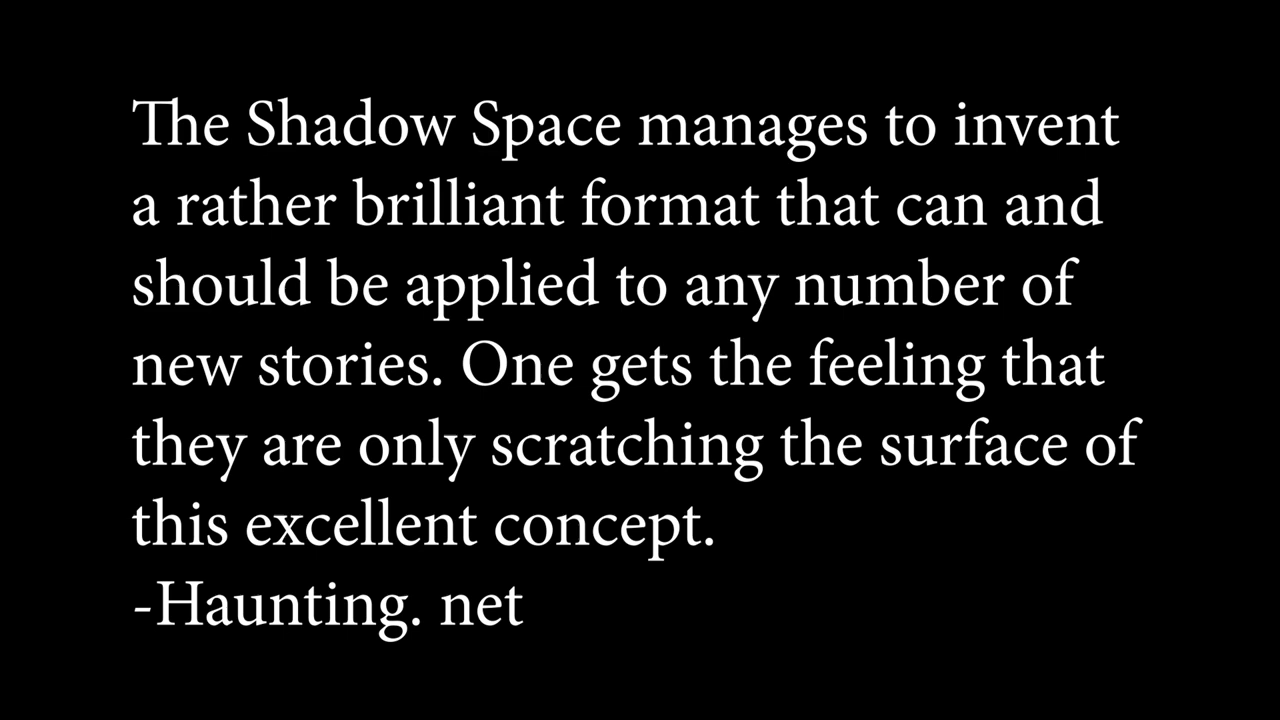 The Shadow Space manages to invent
a rather brilliant format that can and
should be applied to any number of
new stories. One gets the feeling that
they are only scratching the surface of
this excellent concept.
-Haunting. net